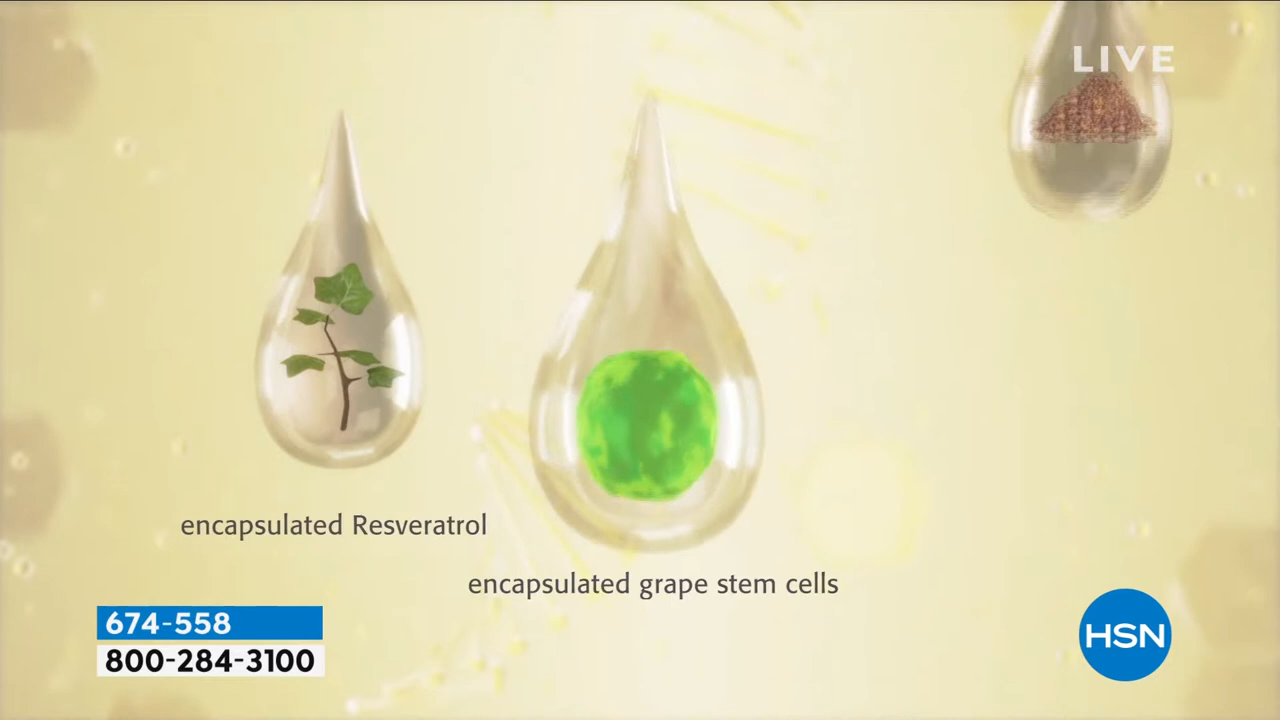 LIVE
encapsulated Resveratrol
encapsulated grape stem cells
674-558
800-284-3100
HSN